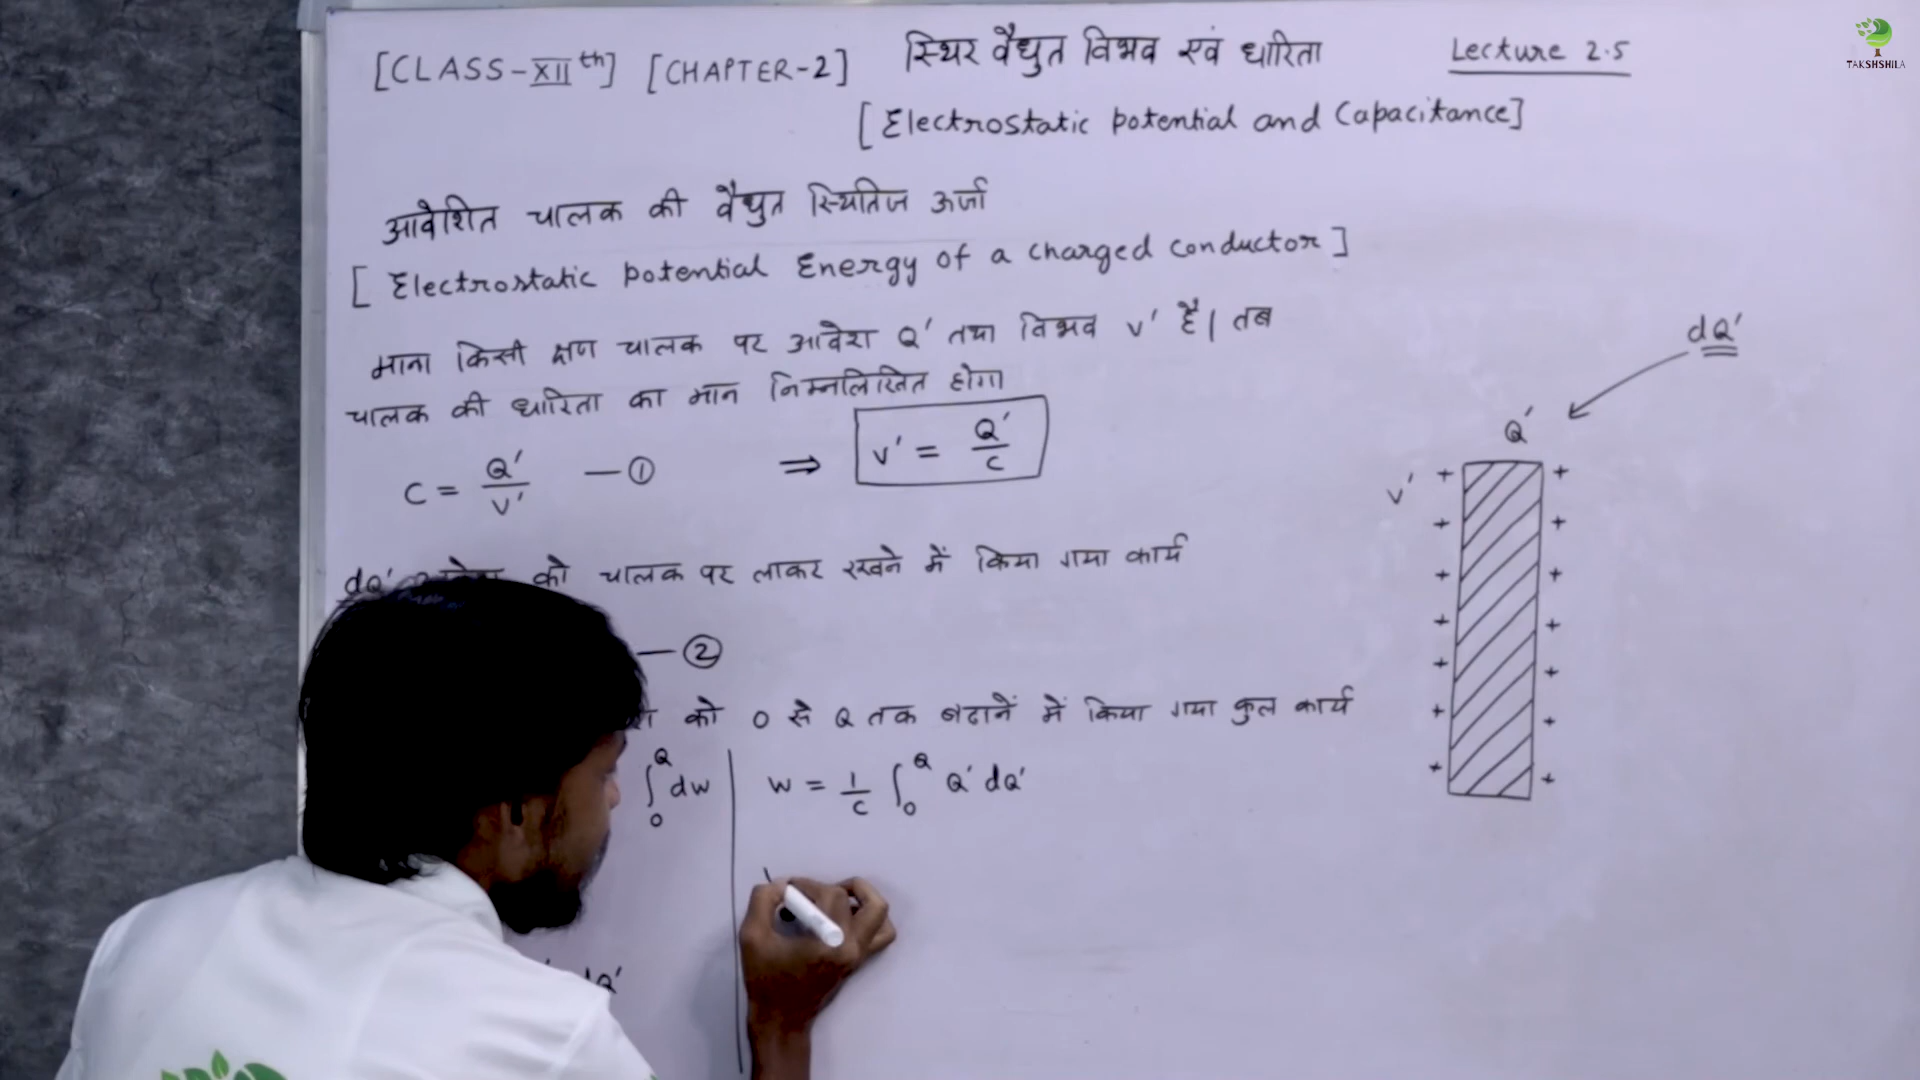 [CLASS-XIIth] [CHAPTER-2] स्थिर वैद्युत विभव एवं धारिता Lecture 2.5
TAKSHSHILA
[Electrostatic potential and Capacitance]
आवेशित चालक की वैद्युत स्थितिज ऊर्जा
[Electrostatic potential Energy of a charged conductor]
माना किसी क्षण चालक पर आवेश Q' तथा विभव v' है। तब
चालक की धारिता का मान निम्नलिखित होगा
C = Q'/V' —① ⇒ v' = Q'/C
dQ' को चालक पर लाकर रखने में किया गया कार्य
—②
को 0 से Q तक बढानें में किया गया कुल कार्य
∫₀^Q dw
W = 1/C ∫₀^Q Q' dQ'
dQ'
dQ'
Q'
v'